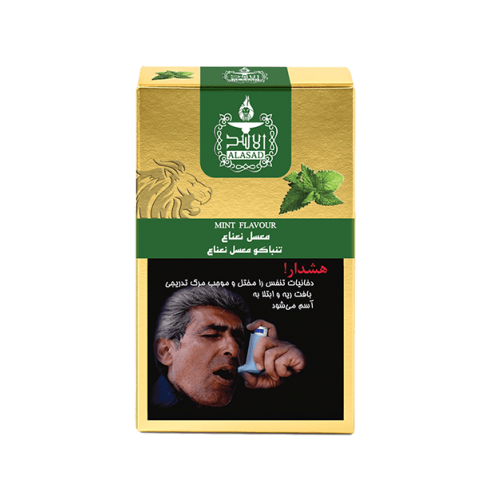 الاسد
ALASAD
MINT FLAVOUR
معسل نعناع
تنباکو معسل نعناع
هشدار!
دخانیات تنفس را مختل و موجب مرگ تدریجی
بافت ریه و ابتلا به
آسم می‌شود